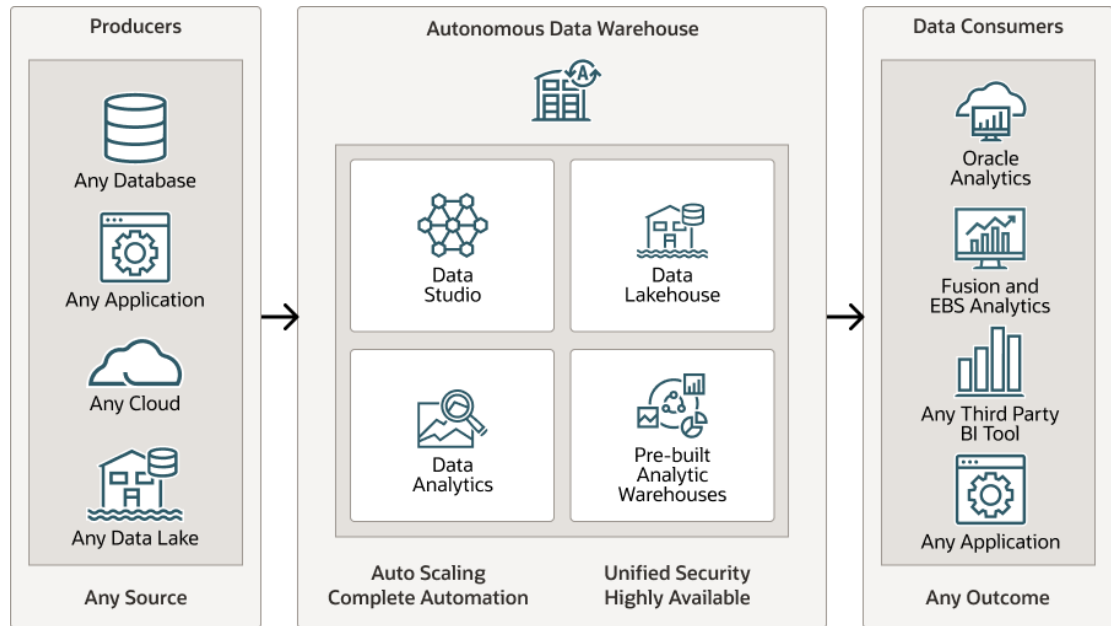 Producers
Any Database
Any Application
Any Cloud
Any Data Lake
Any Source
Autonomous Data Warehouse
A
Data
Studio
Data
Lakehouse
Data
Analytics
Pre-built
Analytic
Warehouses
Auto Scaling
Complete Automation
Unified Security
Highly Available
Data Consumers
Oracle
Analytics
Fusion and
EBS Analytics
Any Third Party
BI Tool
Any Application
Any Outcome